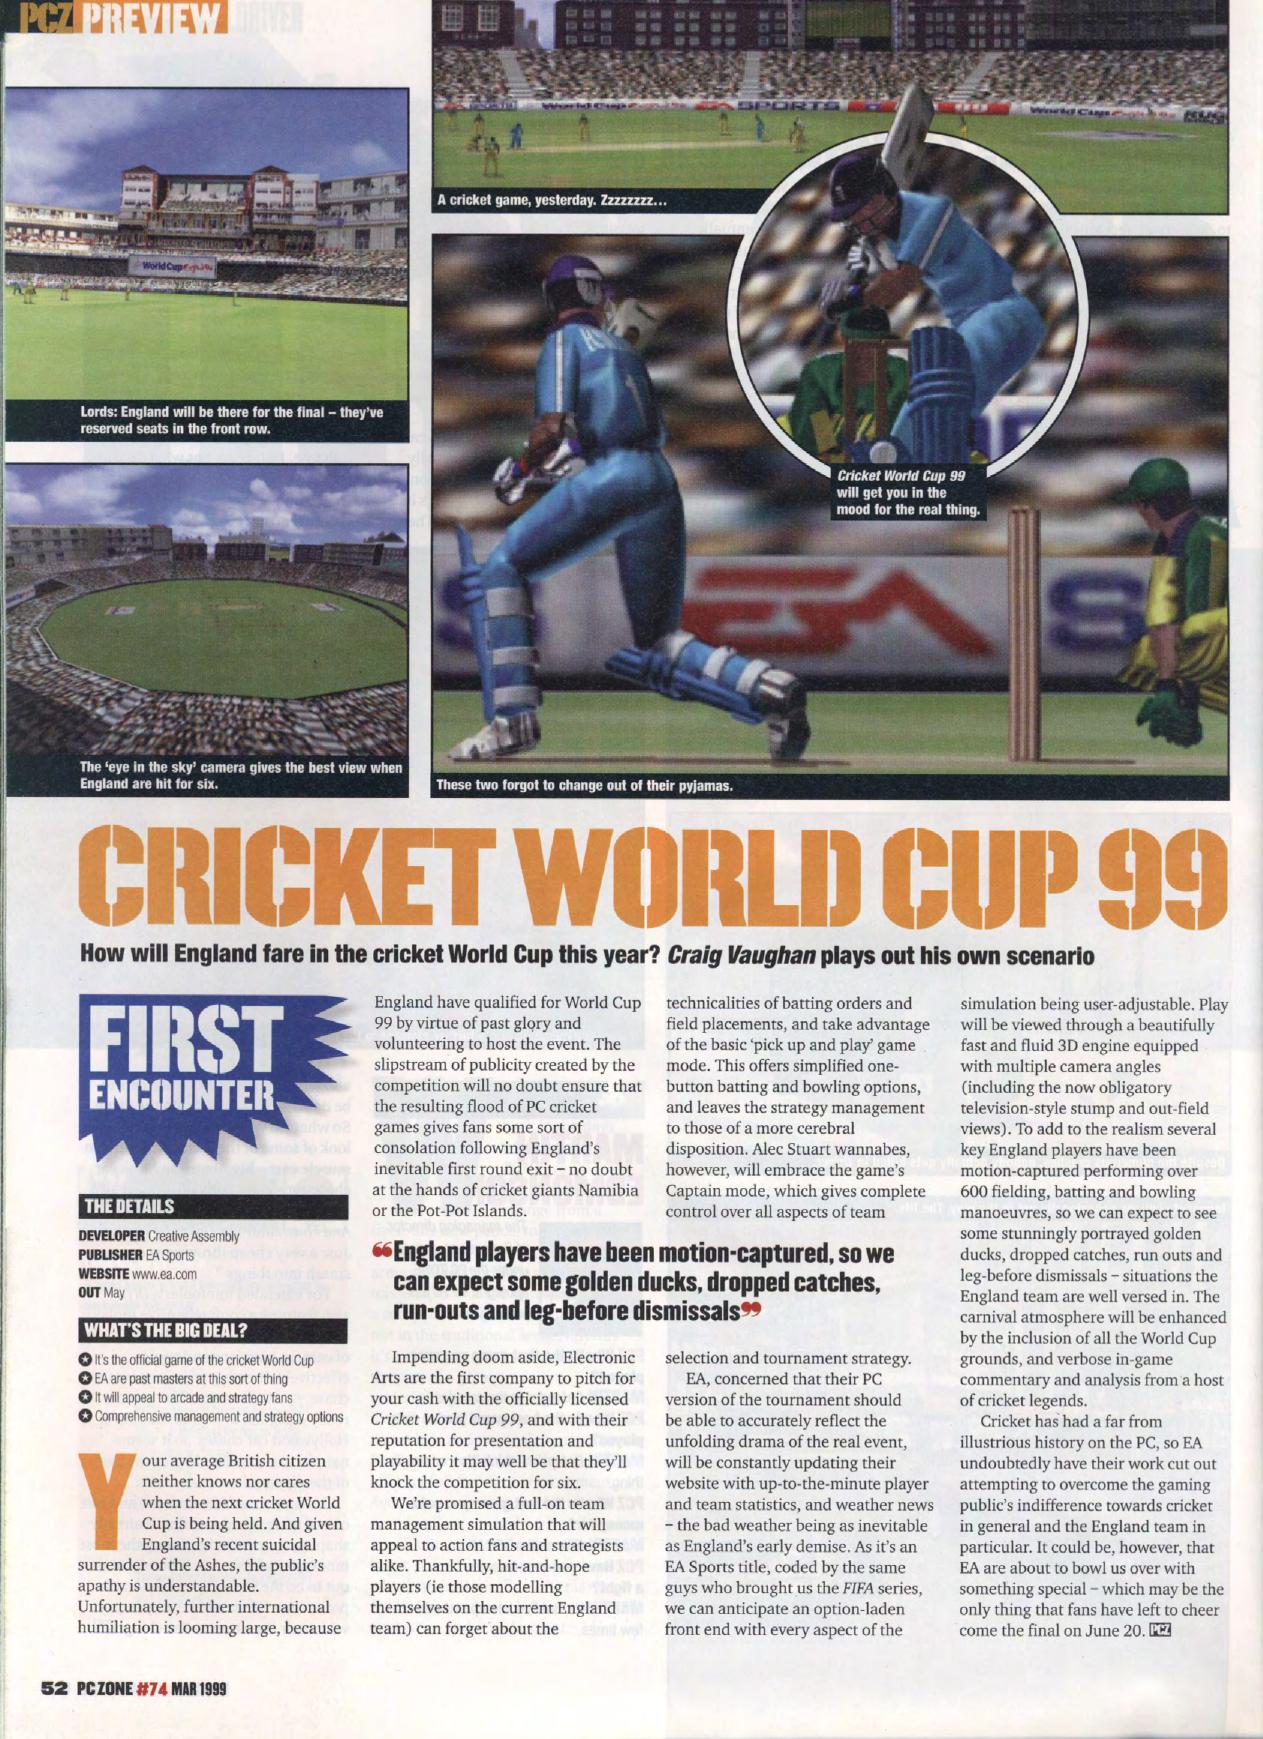 PCZ PREVIEW DRIVER
World Cup
Lords: England will be there for the final – they've
reserved seats in the front row.
The 'eye in the sky' camera gives the best view when
England are hit for six.
EA SPORTS World Cup EA SPORTS World Cup
A cricket game, yesterday. Zzzzzzzz...
Cricket World Cup 99
will get you in the
mood for the real thing.
EA
These two forgot to change out of their pyjamas.
CRICKET WORLD CUP 99
How will England fare in the cricket World Cup this year? Craig Vaughan plays out his own scenario
FIRST
ENCOUNTER
THE DETAILS
DEVELOPER Creative Assembly
PUBLISHER EA Sports
WEBSITE www.ea.com
OUT May
WHAT'S THE BIG DEAL?
It's the official game of the cricket World Cup
EA are past masters at this sort of thing
It will appeal to arcade and strategy fans
Comprehensive management and strategy options
Your average British citizen
neither knows nor cares
when the next cricket World
Cup is being held. And given
England's recent suicidal
surrender of the Ashes, the public's
apathy is understandable.
Unfortunately, further international
humiliation is looming large, because
England have qualified for World Cup
99 by virtue of past glory and
volunteering to host the event. The
slipstream of publicity created by the
competition will no doubt ensure that
the resulting flood of PC cricket
games gives fans some sort of
consolation following England's
inevitable first round exit – no doubt
at the hands of cricket giants Namibia
or the Pot-Pot Islands.
Impending doom aside, Electronic
Arts are the first company to pitch for
your cash with the officially licensed
Cricket World Cup 99, and with their
reputation for presentation and
playability it may well be that they'll
knock the competition for six.
We're promised a full-on team
management simulation that will
appeal to action fans and strategists
alike. Thankfully, hit-and-hope
players (ie those modelling
themselves on the current England
team) can forget about the
technicalities of batting orders and
field placements, and take advantage
of the basic 'pick up and play' game
mode. This offers simplified one-
button batting and bowling options,
and leaves the strategy management
to those of a more cerebral
disposition. Alec Stuart wannabes,
however, will embrace the game's
Captain mode, which gives complete
control over all aspects of team
"England players have been motion-captured, so we
can expect some golden ducks, dropped catches,
run-outs and leg-before dismissals"
selection and tournament strategy.
EA, concerned that their PC
version of the tournament should
be able to accurately reflect the
unfolding drama of the real event,
will be constantly updating their
website with up-to-the-minute player
and team statistics, and weather news
– the bad weather being as inevitable
as England's early demise. As it's an
EA Sports title, coded by the same
guys who brought us the FIFA series,
we can anticipate an option-laden
front end with every aspect of the
simulation being user-adjustable. Play
will be viewed through a beautifully
fast and fluid 3D engine equipped
with multiple camera angles
(including the now obligatory
television-style stump and out-field
views). To add to the realism several
key England players have been
motion-captured performing over
600 fielding, batting and bowling
manoeuvres, so we can expect to see
some stunningly portrayed golden
ducks, dropped catches, run outs and
leg-before dismissals – situations the
England team are well versed in. The
carnival atmosphere will be enhanced
by the inclusion of all the World Cup
grounds, and verbose in-game
commentary and analysis from a host
of cricket legends.
Cricket has had a far from
illustrious history on the PC, so EA
undoubtedly have their work cut out
attempting to overcome the gaming
public's indifference towards cricket
in general and the England team in
particular. It could be, however, that
EA are about to bowl us over with
something special – which may be the
only thing that fans have left to cheer
come the final on June 20. PCZ
52 PC ZONE #74 MAR 1999